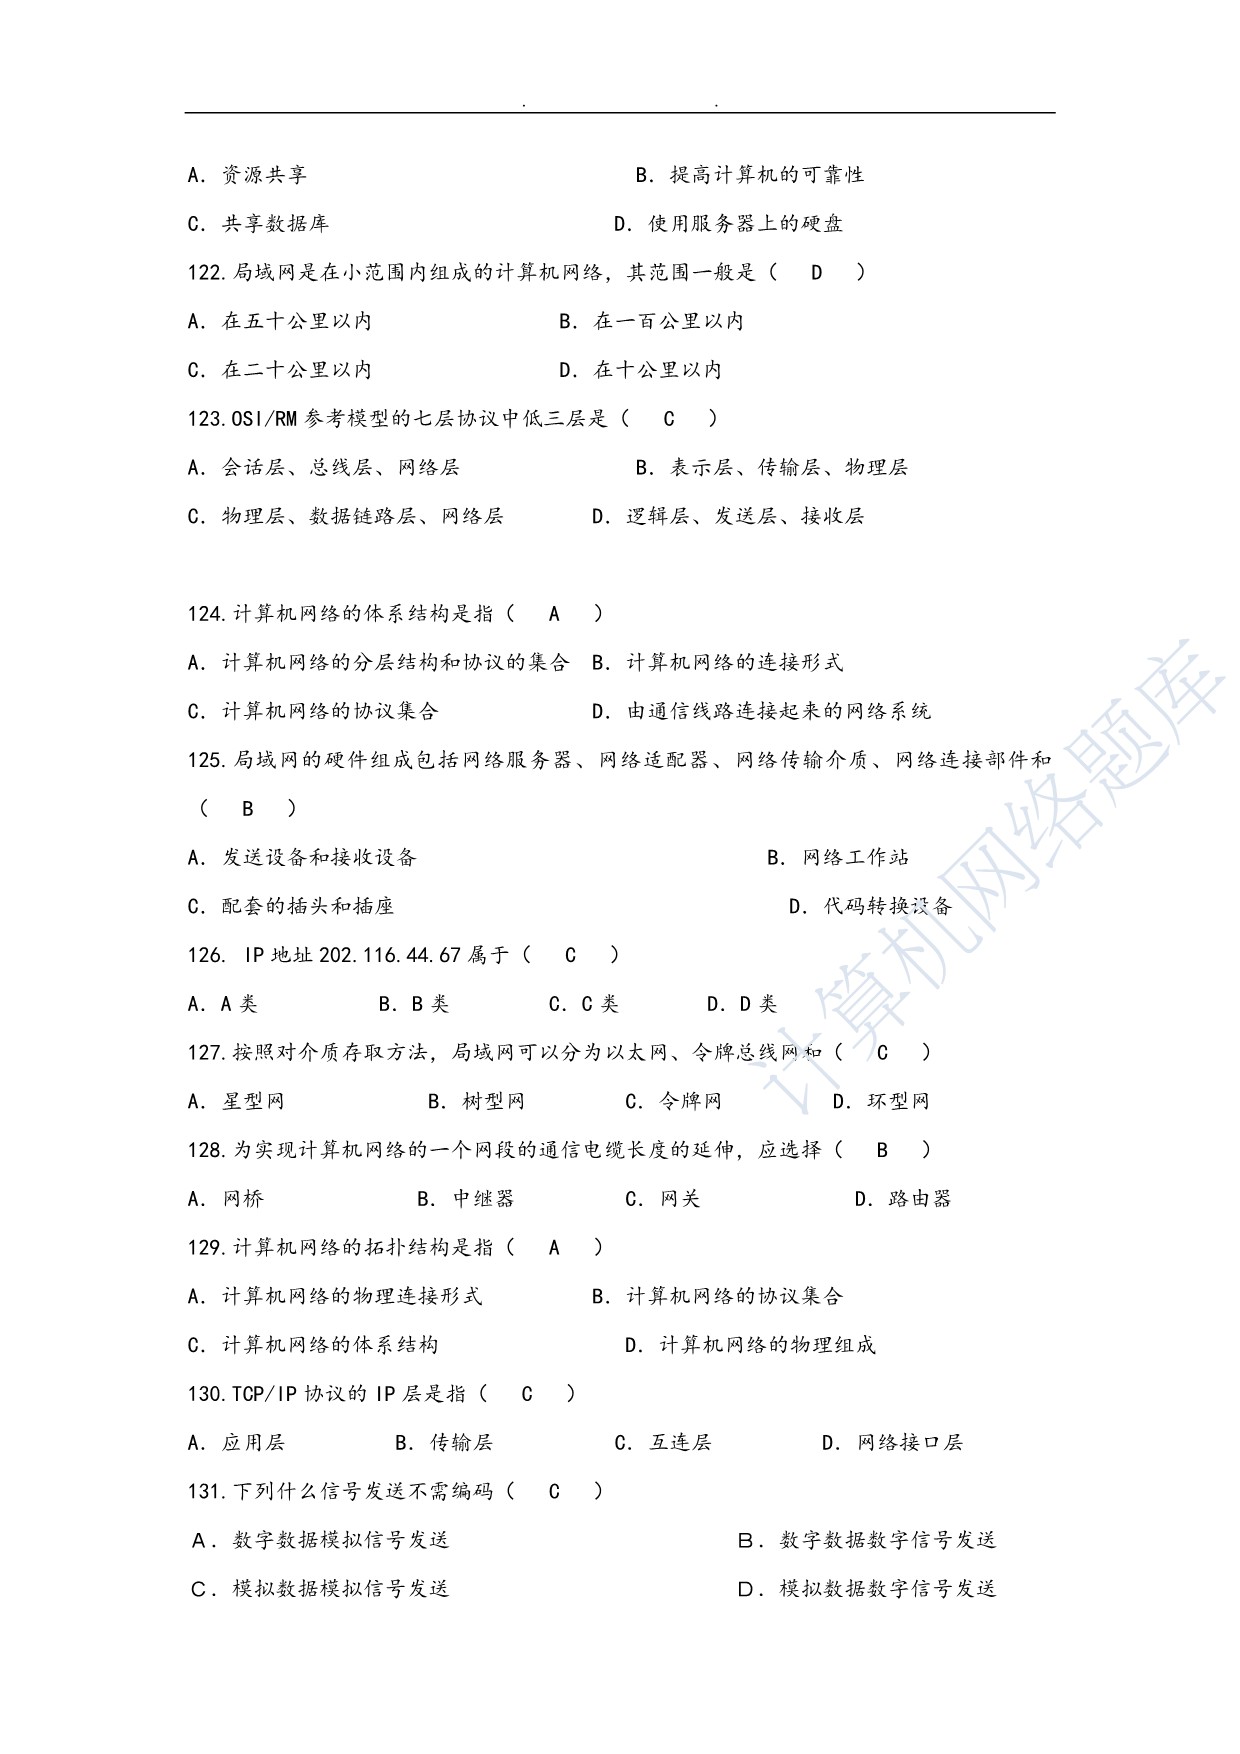 A. 资源共享 B. 提高计算机的可靠性
C. 共享数据库 D. 使用服务器上的硬盘
122.局域网是在小范围内组成的计算机网络，其范围一般是（ D ）
A. 在五十公里以内 B. 在一百公里以内
C. 在二十公里以内 D. 在十公里以内
123.OSI/RM参考模型的七层协议中低三层是（ C ）
A. 会话层、总线层、网络层 B. 表示层、传输层、物理层
C. 物理层、数据链路层、网络层 D. 逻辑层、发送层、接收层
124.计算机网络的体系结构是指（ A ）
A. 计算机网络的分层结构和协议的集合 B. 计算机网络的连接形式
C. 计算机网络的协议集合 D. 由通信线路连接起来的网络系统
125.局域网的硬件组成包括网络服务器、网络适配器、网络传输介质、网络连接部件和
（ B ）
A. 发送设备和接收设备 B. 网络工作站
C. 配套的插头和插座 D. 代码转换设备
126. IP地址202.116.44.67属于（ C ）
A. A类 B. B类 C. C类 D. D类
127.按照对介质存取方法，局域网可以分为以太网、令牌总线网和（ C ）
A. 星型网 B. 树型网 C. 令牌网 D. 环型网
128.为实现计算机网络的一个网段的通信电缆长度的延伸，应选择（ B ）
A. 网桥 B. 中继器 C. 网关 D. 路由器
129.计算机网络的拓扑结构是指（ A ）
A. 计算机网络的物理连接形式 B. 计算机网络的协议集合
C. 计算机网络的体系结构 D. 计算机网络的物理组成
130.TCP/IP协议的IP层是指（ C ）
A. 应用层 B. 传输层 C. 互连层 D. 网络接口层
131.下列什么信号发送不需编码（ C ）
Ａ. 数字数据模拟信号发送 Ｂ. 数字数据数字信号发送
Ｃ. 模拟数据模拟信号发送 Ｄ. 模拟数据数字信号发送
计算机网络题库